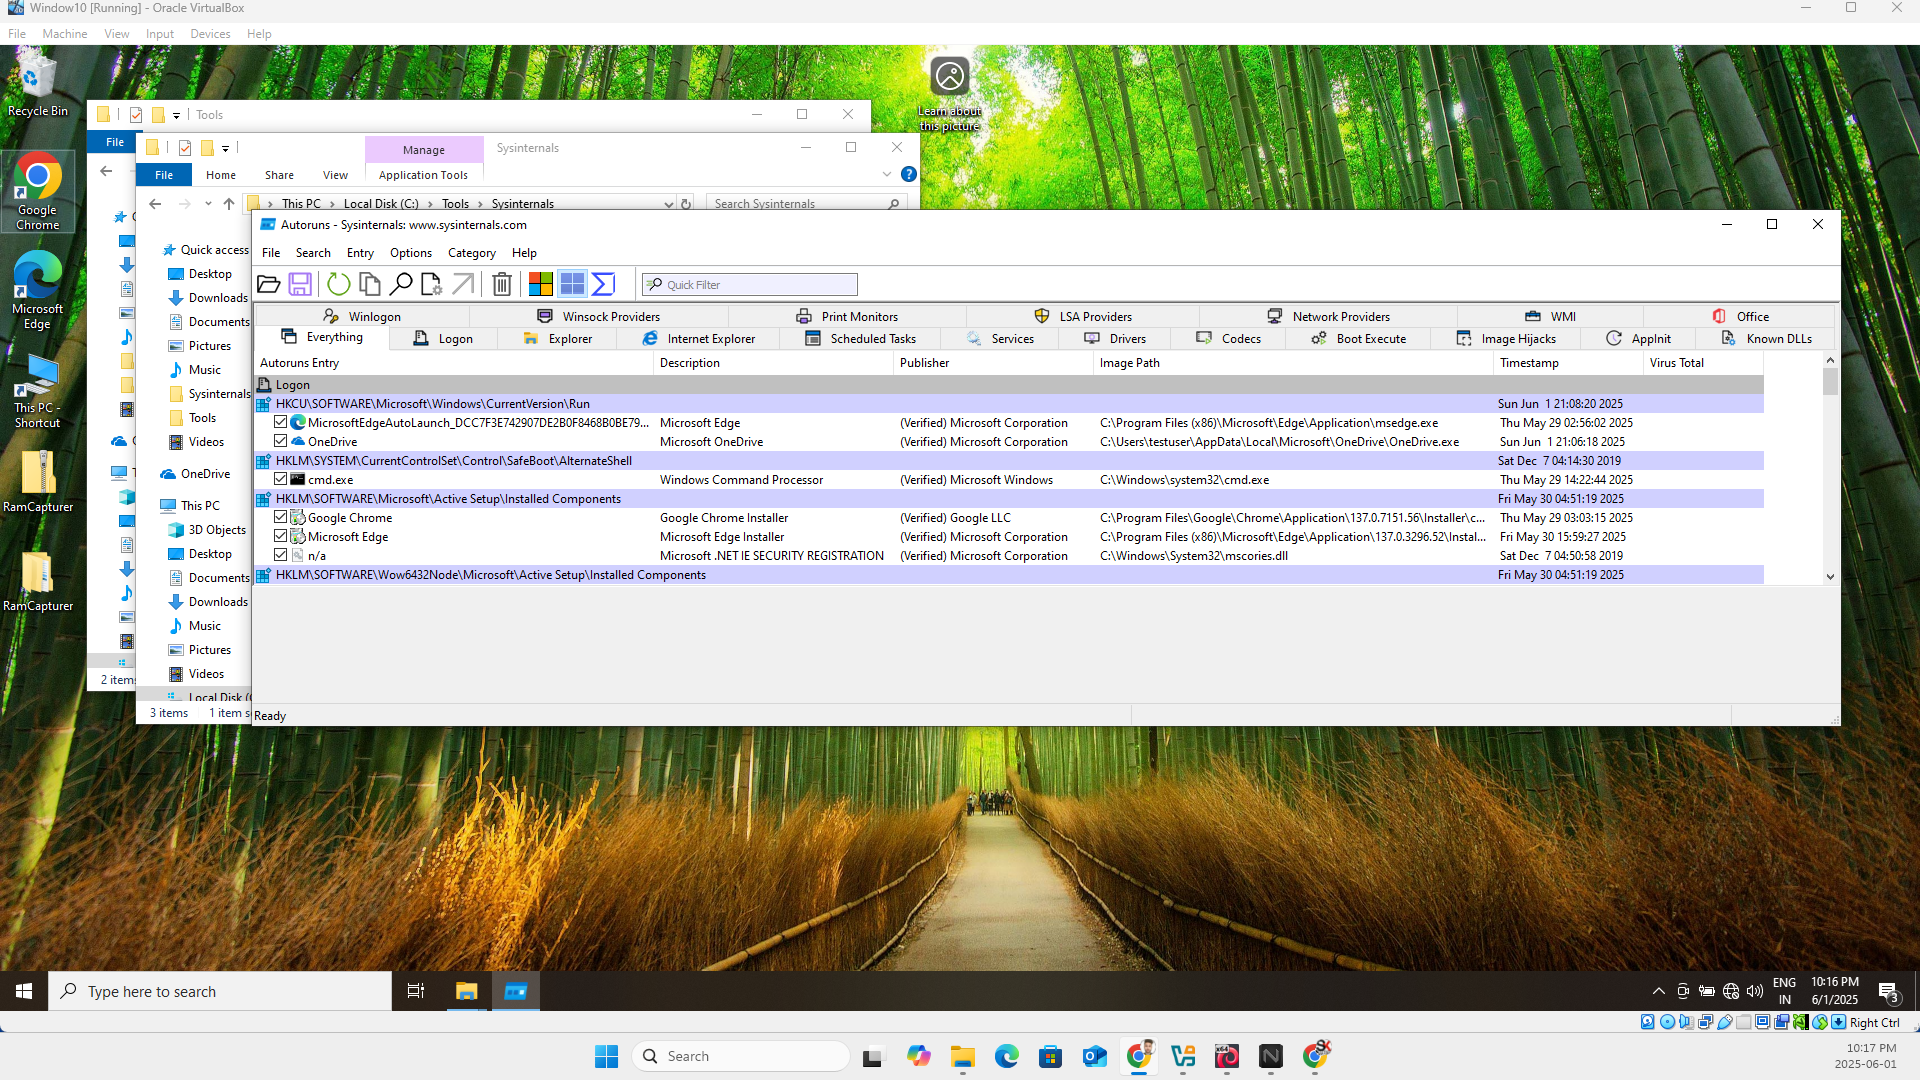 Window10 [Running] - Oracle VirtualBox
File Machine View Input Devices Help
Recycle Bin
Google Chrome
Microsoft Edge
This PC - Shortcut
RamCapturer
RamCapturer
Learn about this picture
Tools
File
2 items
Manage
Sysinternals
File Home Share View Application Tools
This PC > Local Disk (C:) > Tools > Sysinternals
Search Sysinternals
Quick access
Desktop
Downloads
Documents
Pictures
Music
Sysinternals
Tools
Videos
OneDrive
This PC
3D Objects
Desktop
Documents
Downloads
Music
Pictures
Videos
Local Disk (
3 items 1 item s
Autoruns - Sysinternals: www.sysinternals.com
File Search Entry Options Category Help
Quick Filter
Winlogon Winsock Providers Print Monitors LSA Providers Network Providers WMI Office
Everything Logon Explorer Internet Explorer Scheduled Tasks Services Drivers Codecs Boot Execute Image Hijacks AppInit Known DLLs
Autoruns Entry Description Publisher Image Path Timestamp Virus Total
Logon
HKCU\SOFTWARE\Microsoft\Windows\CurrentVersion\Run Sun Jun 1 21:08:20 2025
MicrosoftEdgeAutoLaunch_DCC7F3E742907DE2B0F8468B0BE79... Microsoft Edge (Verified) Microsoft Corporation C:\Program Files (x86)\Microsoft\Edge\Application\msedge.exe Thu May 29 02:56:02 2025
OneDrive Microsoft OneDrive (Verified) Microsoft Corporation C:\Users\testuser\AppData\Local\Microsoft\OneDrive\OneDrive.exe Sun Jun 1 21:06:18 2025
HKLM\SYSTEM\CurrentControlSet\Control\SafeBoot\AlternateShell Sat Dec 7 04:14:30 2019
cmd.exe Windows Command Processor (Verified) Microsoft Windows C:\Windows\system32\cmd.exe Thu May 29 14:22:44 2025
HKLM\SOFTWARE\Microsoft\Active Setup\Installed Components Fri May 30 04:51:19 2025
Google Chrome Google Chrome Installer (Verified) Google LLC C:\Program Files\Google\Chrome\Application\137.0.7151.56\Installer\c... Thu May 29 03:03:15 2025
Microsoft Edge Microsoft Edge Installer (Verified) Microsoft Corporation C:\Program Files (x86)\Microsoft\Edge\Application\137.0.3296.52\Instal... Fri May 30 15:59:27 2025
n/a Microsoft .NET IE SECURITY REGISTRATION (Verified) Microsoft Corporation C:\Windows\System32\mscories.dll Sat Dec 7 04:50:58 2019
HKLM\SOFTWARE\Wow6432Node\Microsoft\Active Setup\Installed Components Fri May 30 04:51:19 2025
Ready
Type here to search
ENG IN
10:16 PM
6/1/2025
3
Right Ctrl
Search
10:17 PM
2025-06-01